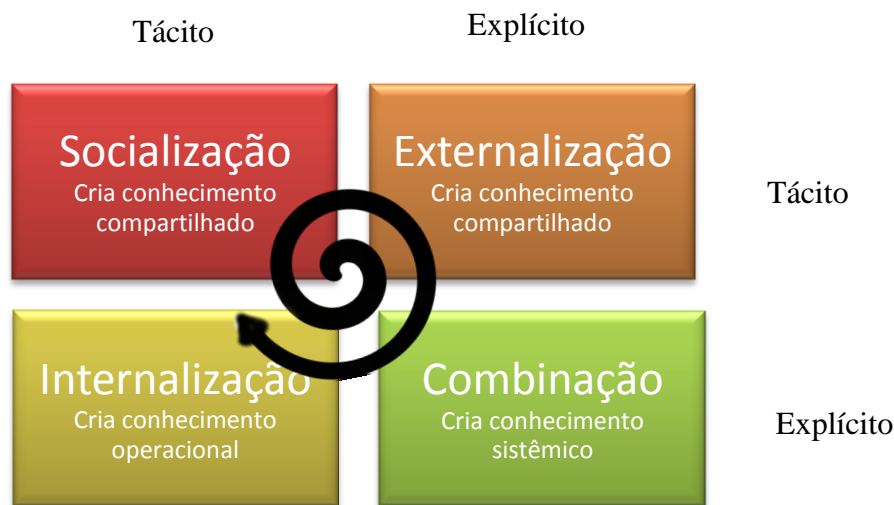 Tácito
Explícito
Socialização
Cria conhecimento
compartilhado
Externalização
Cria conhecimento
compartilhado
Tácito
Internalização
Cria conhecimento
operacional
Combinação
Cria conhecimento
sistêmico
Explícito